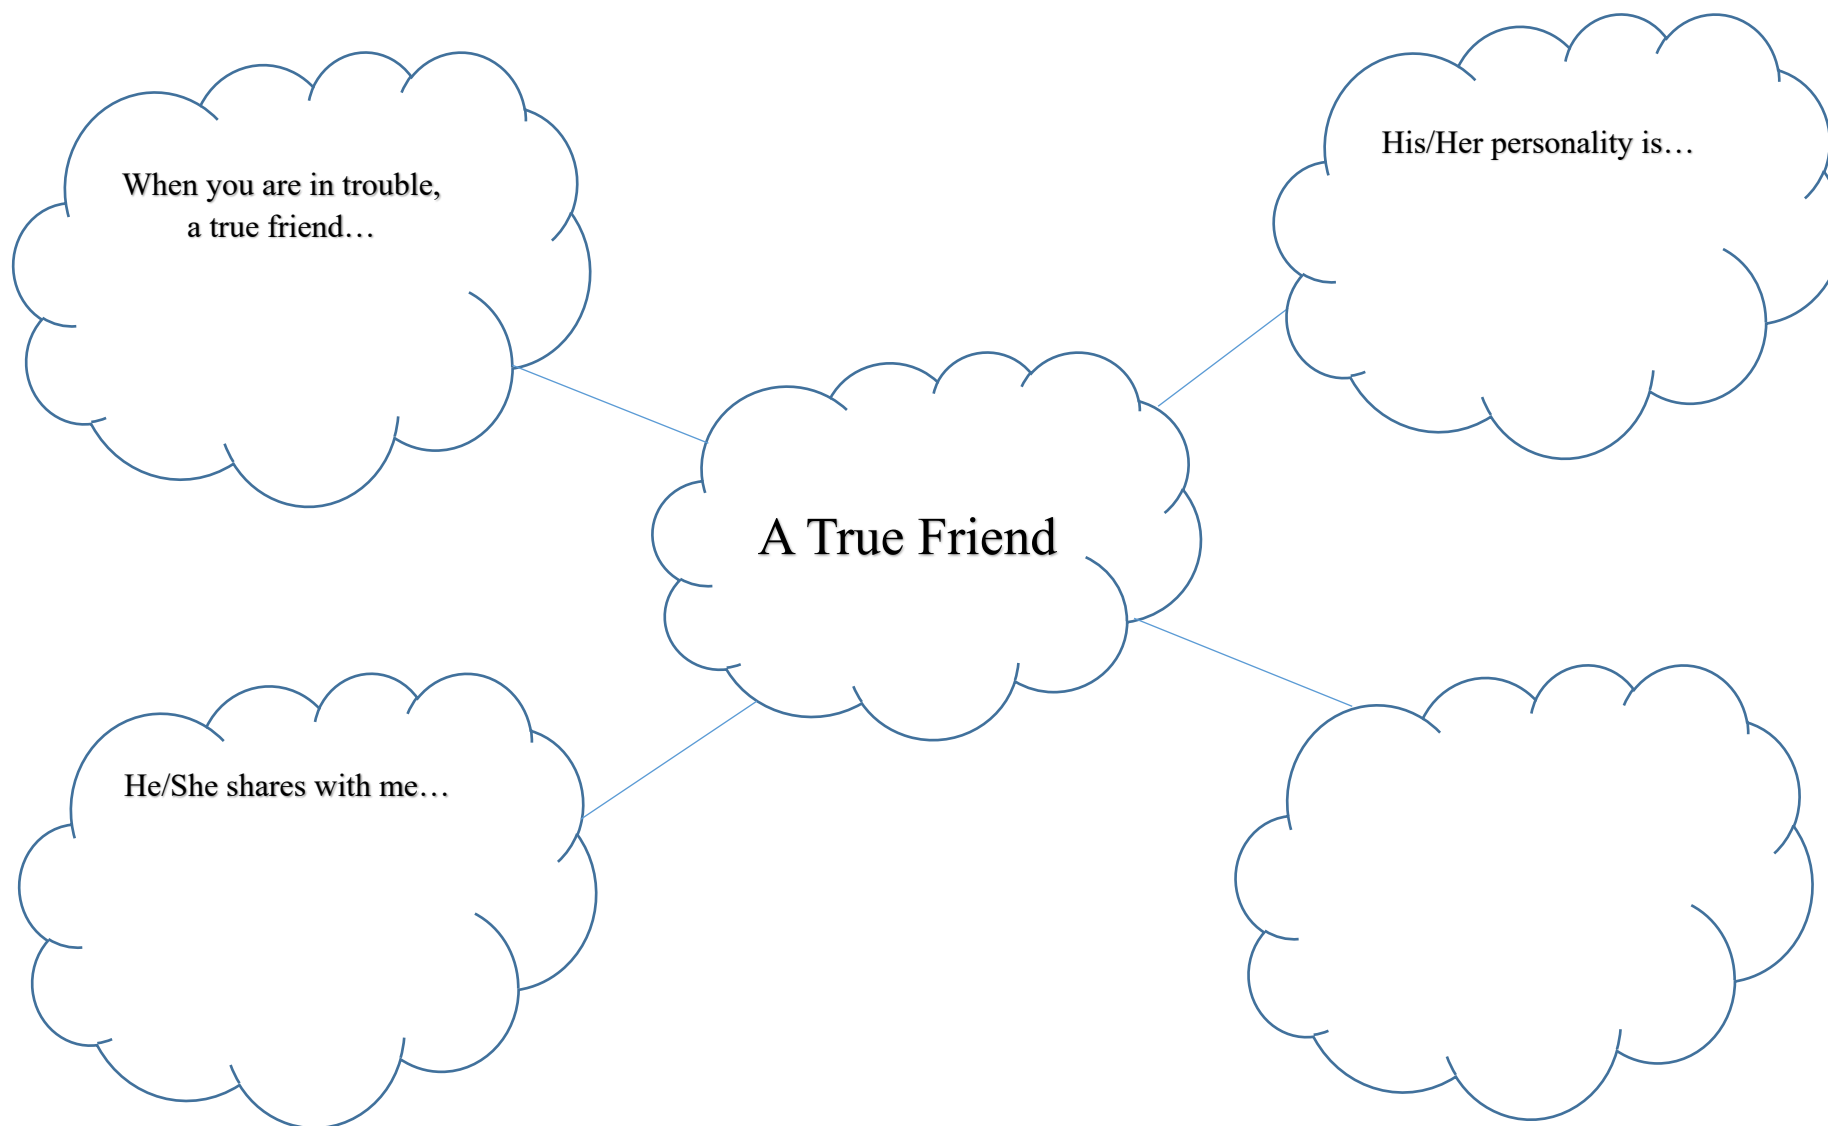 When you are in trouble,
a true friend…
His/Her personality is…
A True Friend
He/She shares with me…